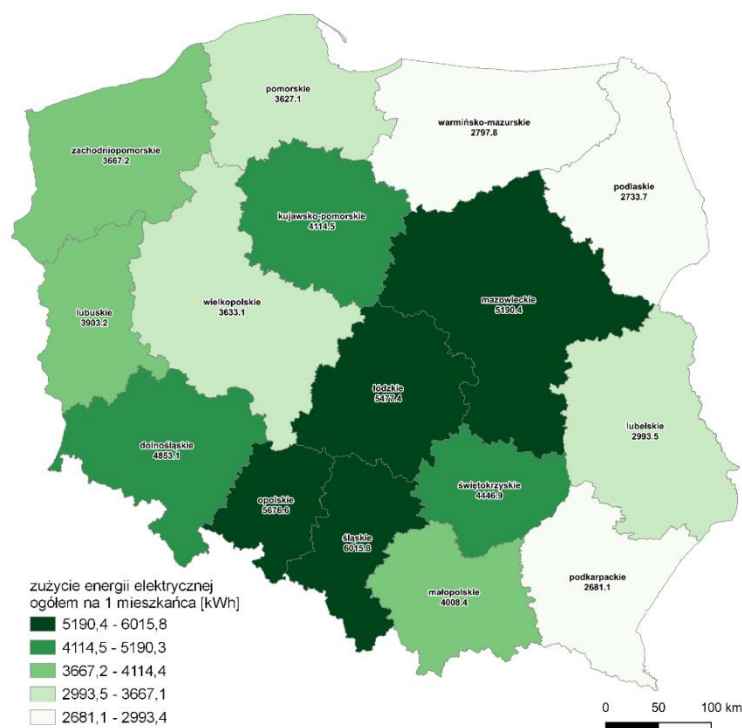 pomorskie
3627.1
warmińsko-mazurskie
2797.8
zachodniopomorskie
3667.2
podlaskie
2733.7
kujawsko-pomorskie
4114.5
mazowieckie
5190.4
wielkopolskie
3633.1
lubuskie
3903.2
łódzkie
5477.4
lubelskie
2993.5
dolnośląskie
4853.1
świętokrzyskie
4446.9
opolskie
5676.6
śląskie
6015.8
podkarpackie
2681.1
małopolskie
4008.4
zużycie energii elektrycznej
ogółem na 1 mieszkańca [kWh]
5190,4 - 6015,8
4114,5 - 5190,3
3667,2 - 4114,4
2993,5 - 3667,1
2681,1 - 2993,4
0 50 100 km